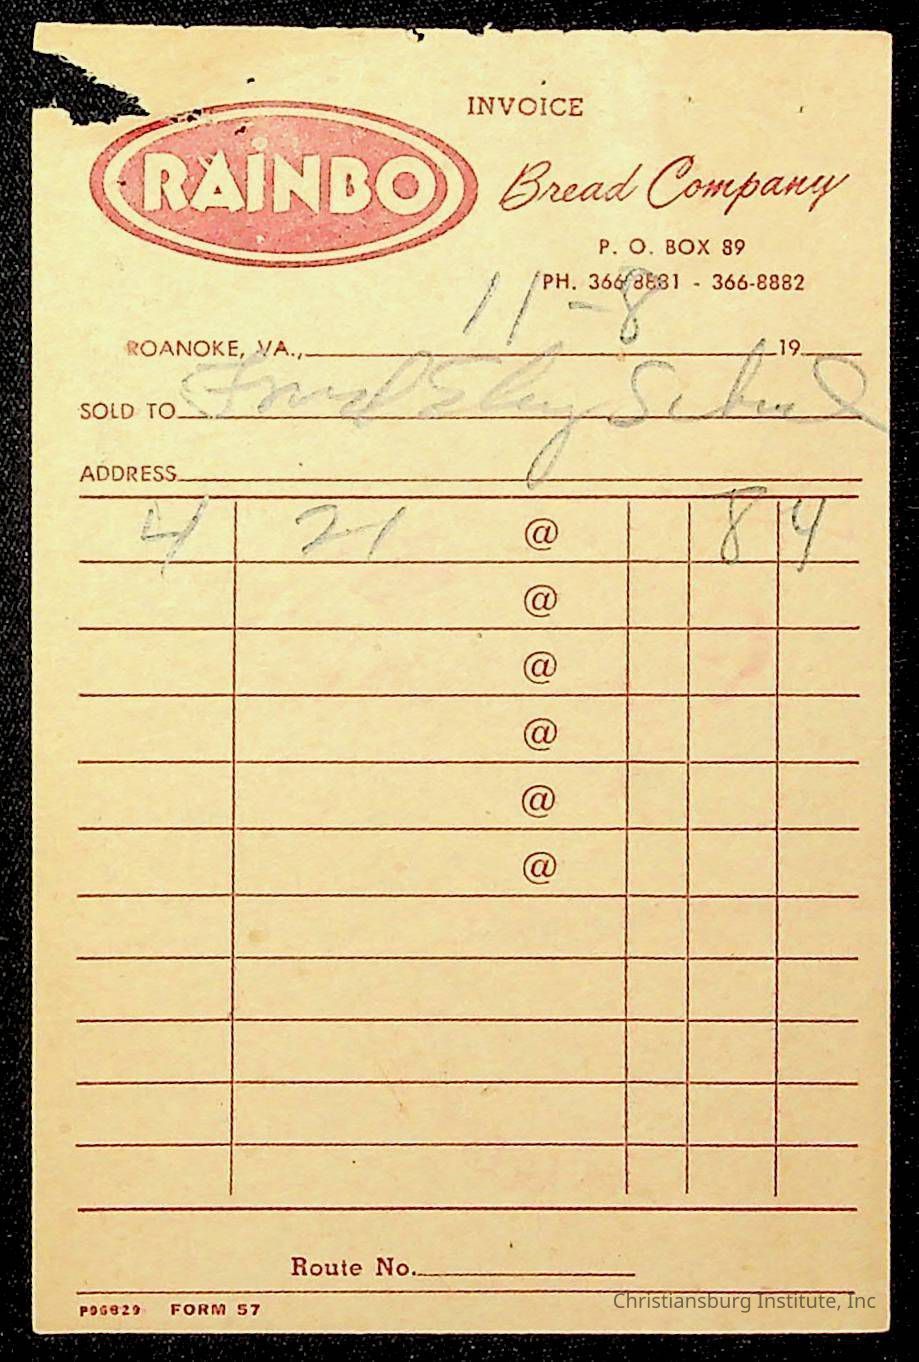 INVOICE
RAINBO
Bread Company
P. O. BOX 89
PH. 366-8881 - 366-8882
11-8
ROANOKE, VA., 19
SOLD TO School
ADDRESS
4 21 @ 84
@
@
@
@
@
Route No.
P96829 FORM 57
Christiansburg Institute, Inc